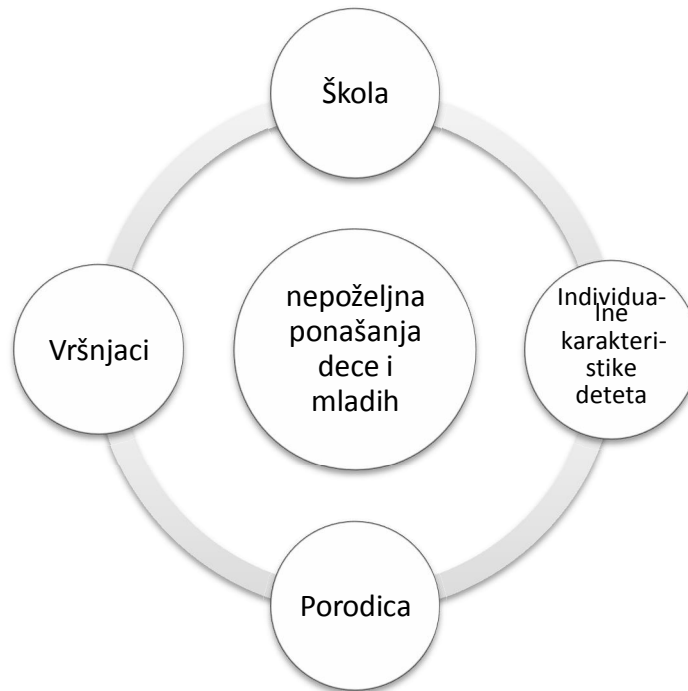 Škola
nepoželjna
ponašanja
dece i
mladih
Vršnjaci
Individua-
lne
karakteri-
stike
deteta
Porodica